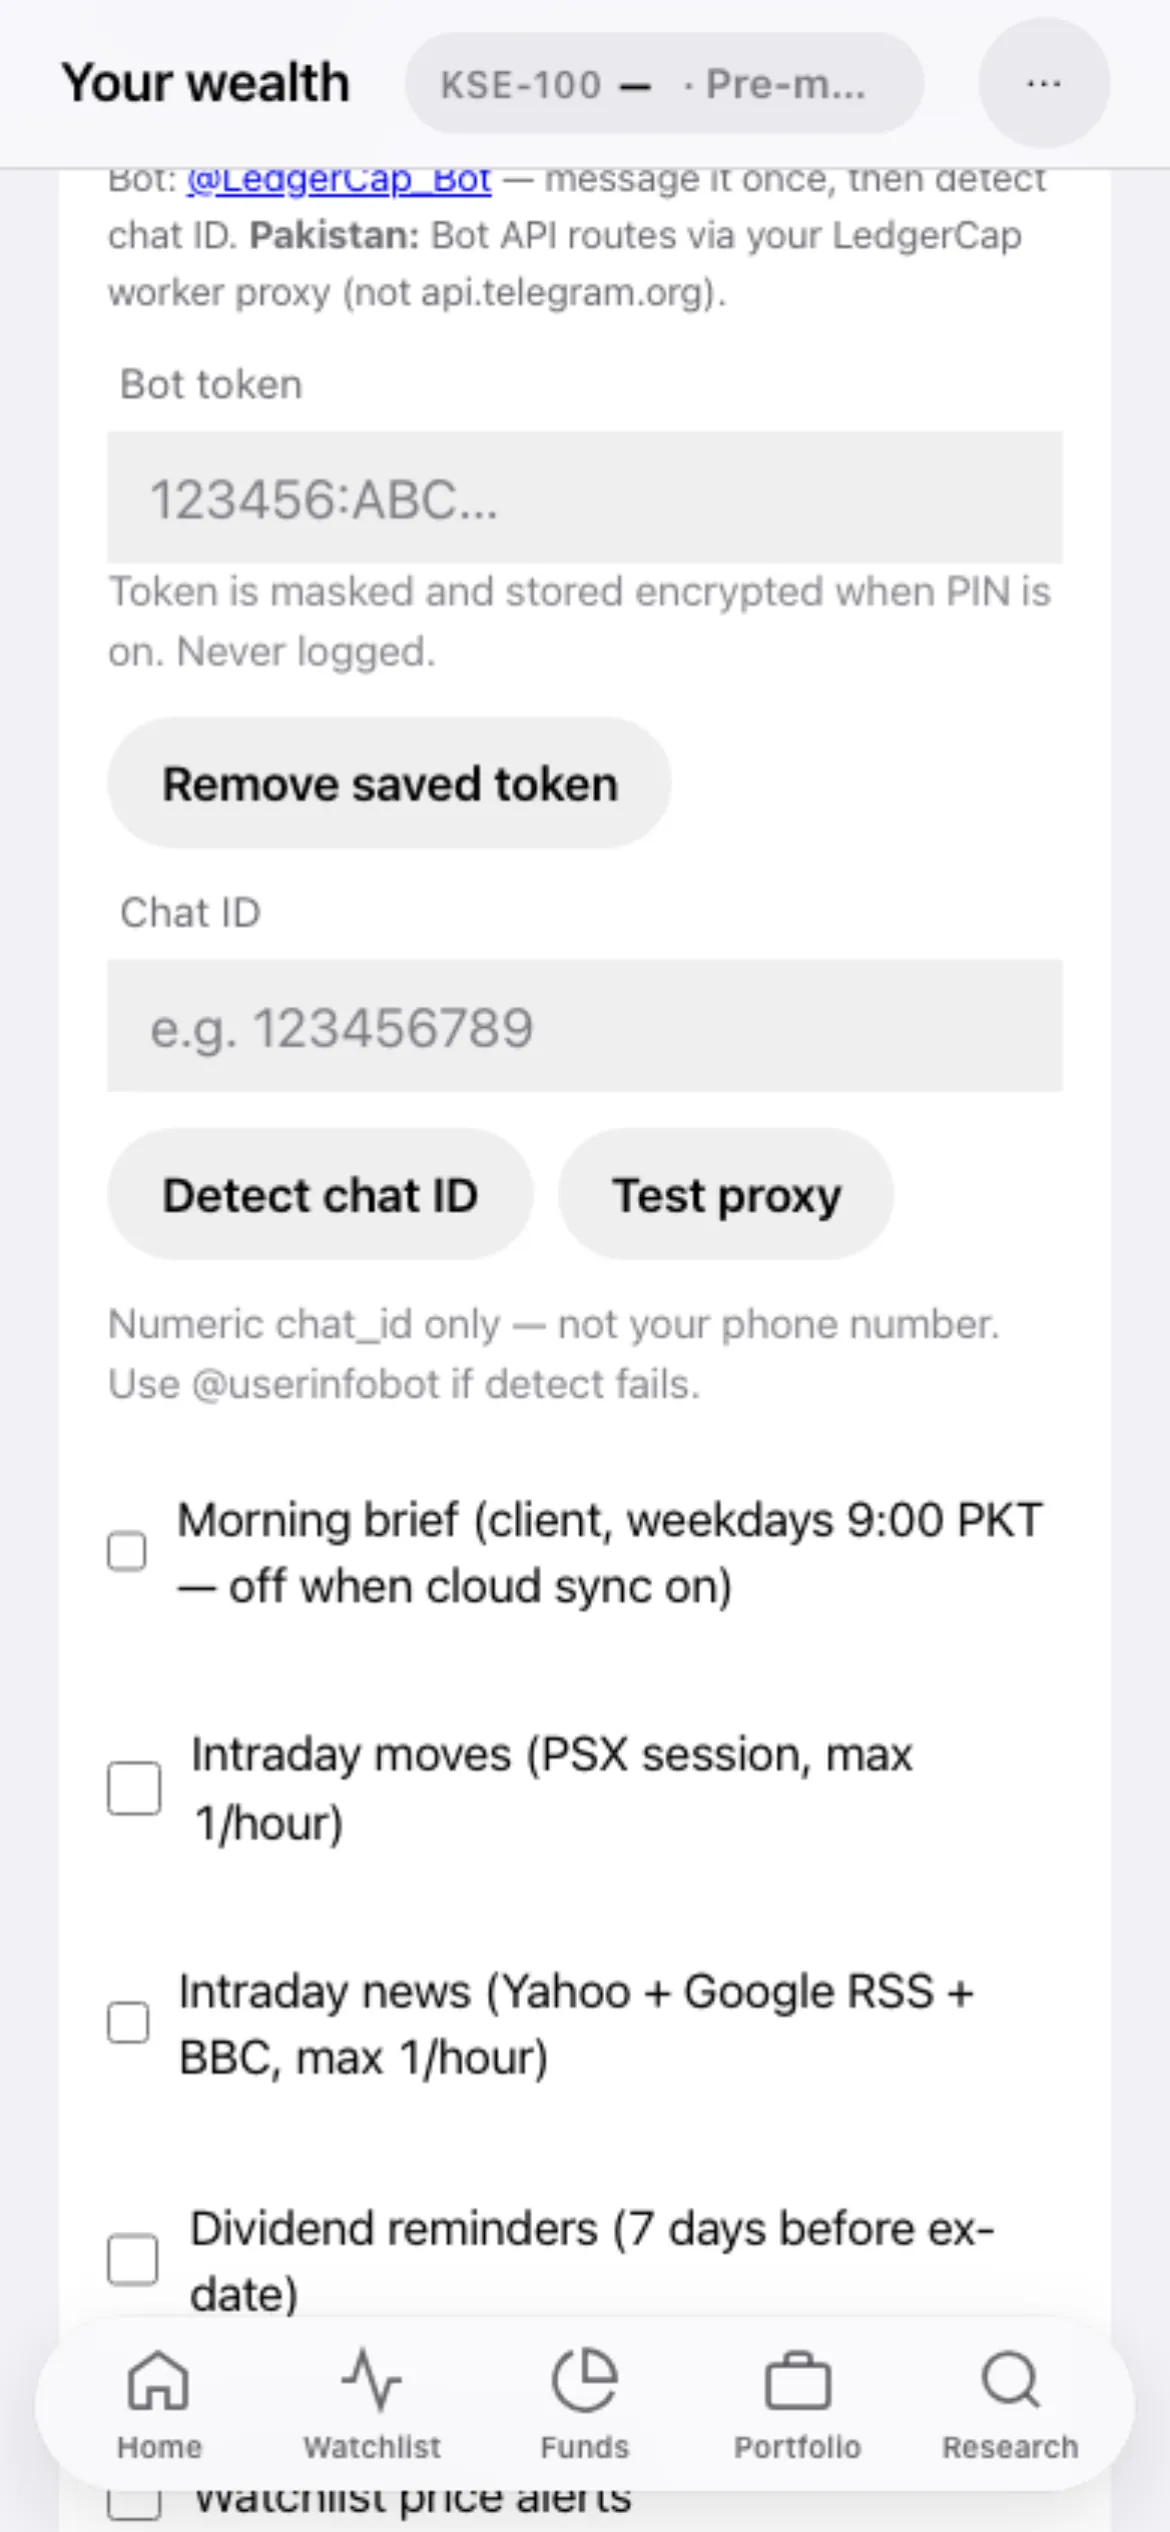 Your wealth
KSE-100 — · Pre-m...
...
Bot: @LedgerCap_Bot — message it once, then detect
chat ID. Pakistan: Bot API routes via your LedgerCap
worker proxy (not api.telegram.org).
Bot token
123456:ABC...
Token is masked and stored encrypted when PIN is
on. Never logged.
Remove saved token
Chat ID
e.g. 123456789
Detect chat ID
Test proxy
Numeric chat_id only — not your phone number.
Use @userinfobot if detect fails.
Morning brief (client, weekdays 9:00 PKT
— off when cloud sync on)
Intraday moves (PSX session, max
1/hour)
Intraday news (Yahoo + Google RSS +
BBC, max 1/hour)
Dividend reminders (7 days before ex-
date)
Home
Watchlist
Funds
Portfolio
Research
Watchlist price alerts